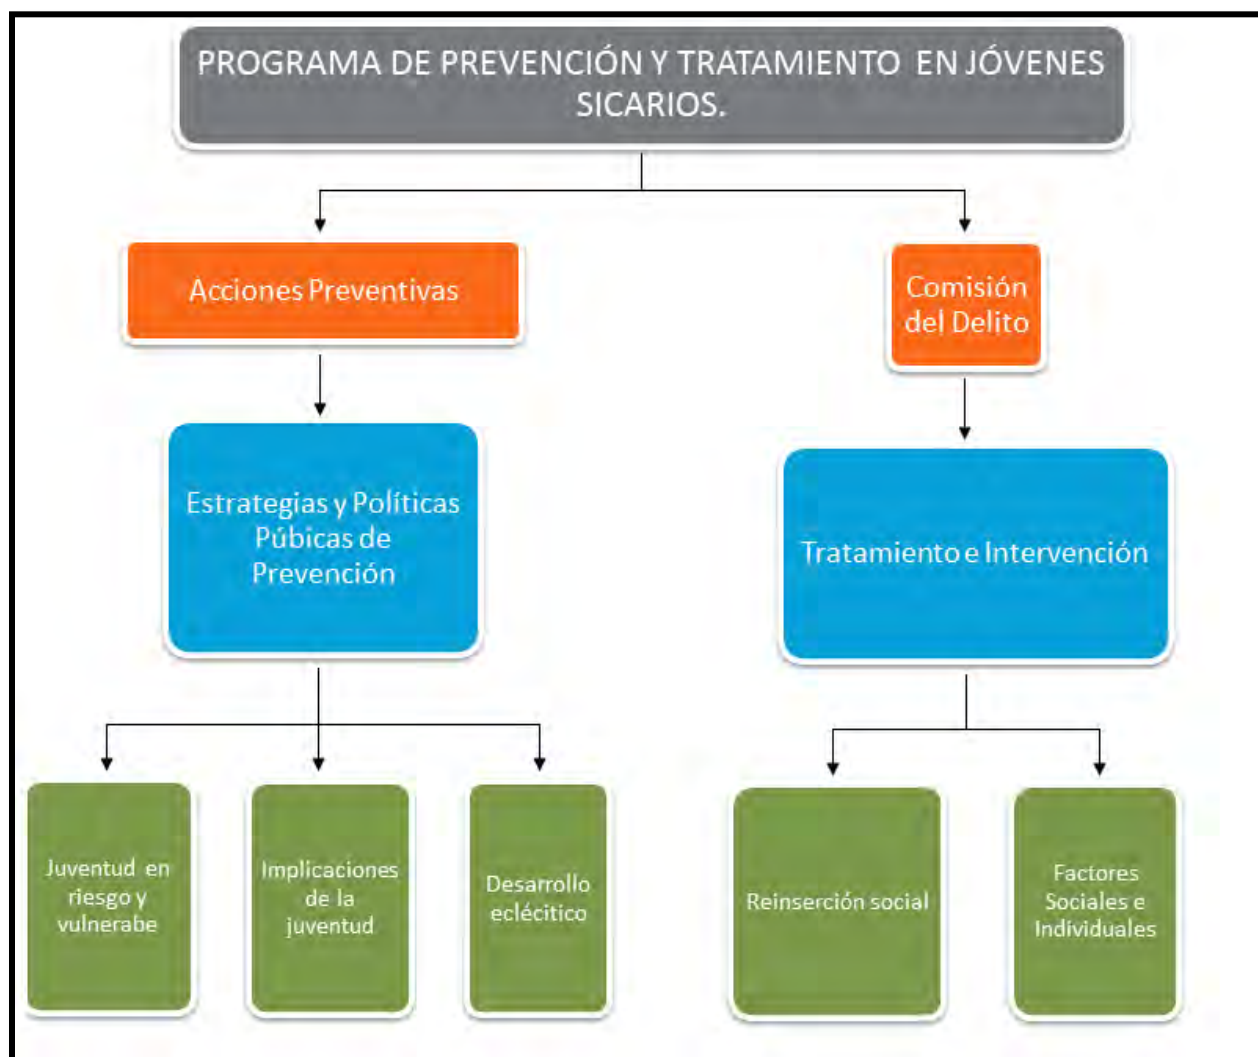 PROGRAMA DE PREVENCIÓN Y TRATAMIENTO EN JÓVENES
SICARIOS.
Acciones Preventivas
Comisión
del Delito
Estrategias y Políticas
Púbicas de
Prevención
Tratamiento e Intervención
Juventud en
riesgo y
vulnerabe
Implicaciones
de la
juventud
Desarrollo
eclécitico
Reinserción social
Factores
Sociales e
Individuales